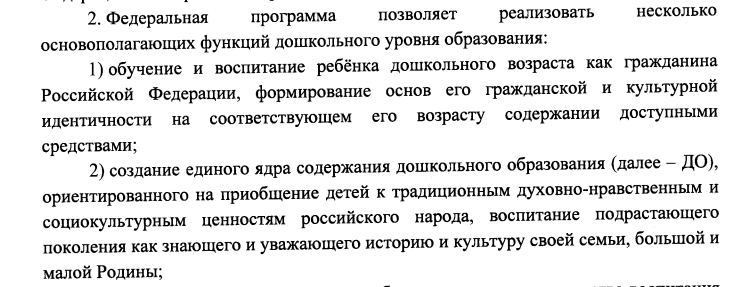 2. Федеральная программа позволяет реализовать несколько
основополагающих функций дошкольного уровня образования:
1) обучение и воспитание ребёнка дошкольного возраста как гражданина
Российской Федерации, формирование основ его гражданской и культурной
идентичности на соответствующем его возрасту содержании доступными
средствами;
2) создание единого ядра содержания дошкольного образования (далее – ДО),
ориентированного на приобщение детей к традиционным духовно-нравственным и
социокультурным ценностям российского народа, воспитание подрастающего
поколения как знающего и уважающего историю и культуру своей семьи, большой и
малой Родины;